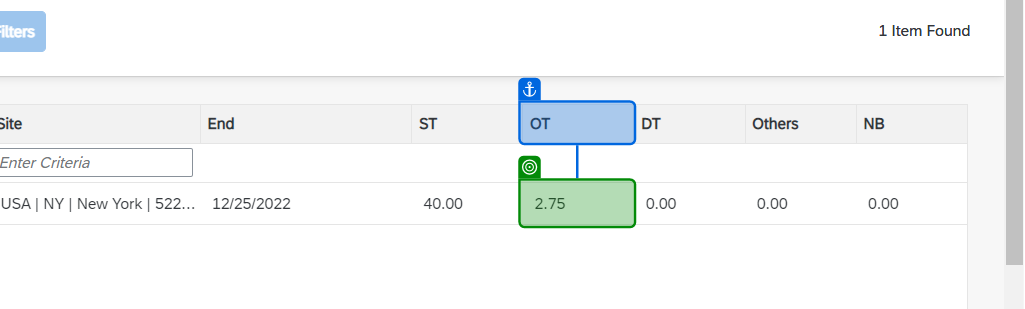 Filters
1 Item Found
Site End ST OT DT Others NB
Enter Criteria
USA | NY | New York | 522... 12/25/2022 40.00 2.75 0.00 0.00 0.00